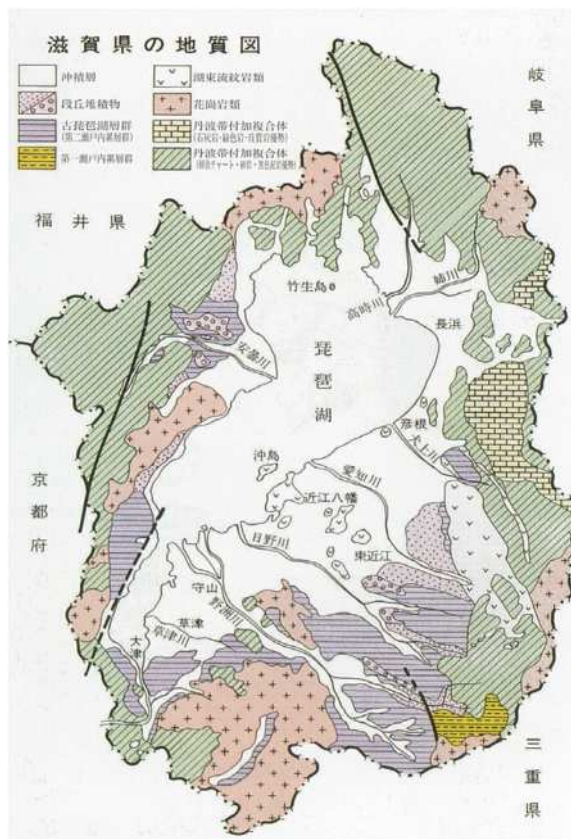 滋賀県の地質図
沖積層
段丘堆積物
古琵琶湖層群
(第二瀬戸内累層群)
第一瀬戸内累層群
湖東流紋岩類
花崗岩類
丹波帯付加複合体
丹波帯付加複合体
岐阜県
福井県
京都府
三重県
竹生島
高時川
姉川
長浜
安曇川
琵琶湖
彦根
犬上川
沖島
愛知川
近江八幡
日野川
東近江
守山
野洲川
草津
草津川
大津